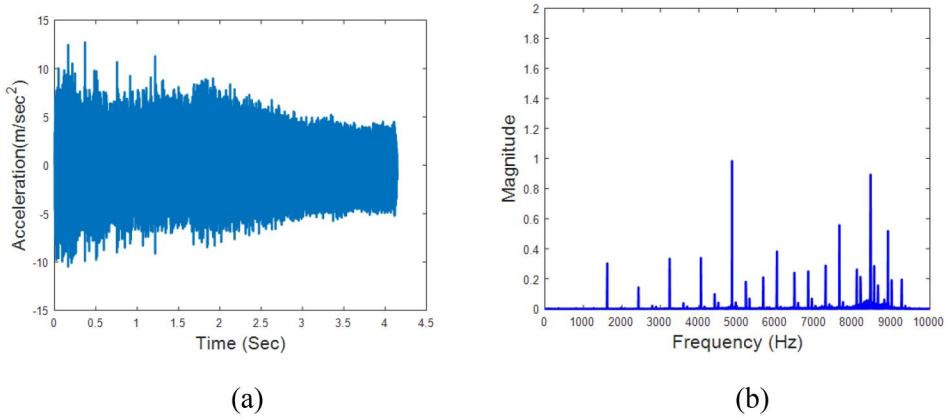 15
10
5
0
-5
-10
-15
0 0.5 1 1.5 2 2.5 3 3.5 4 4.5
Acceleration(m/sec²)
Time (Sec)
(a)
2
1.8
1.6
1.4
1.2
1
0.8
0.6
0.4
0.2
0
0 1000 2000 3000 4000 5000 6000 7000 8000 9000 10000
Magnitude
Frequency (Hz)
(b)